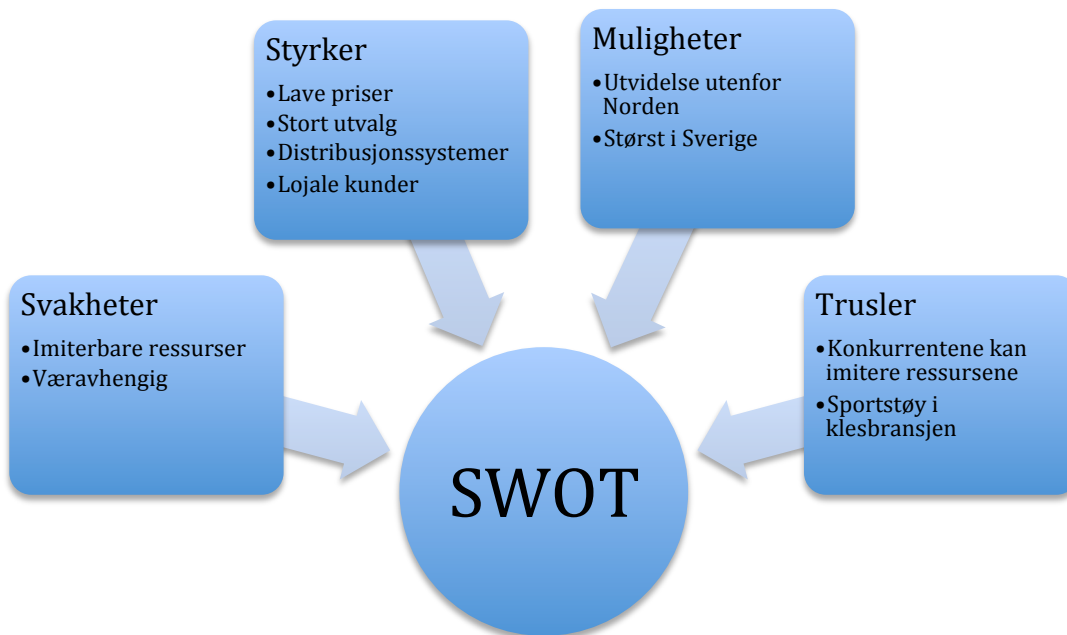 Styrker
•Lave priser
•Stort utvalg
•Distribusjonssystemer
•Lojale kunder
Muligheter
•Utvidelse utenfor
Norden
•Størst i Sverige
Svakheter
•Imiterbare ressurser
•Væravhengig
Trusler
•Konkurrentene kan
imitere ressursene
•Sportstøy i
klesbransjen
SWOT